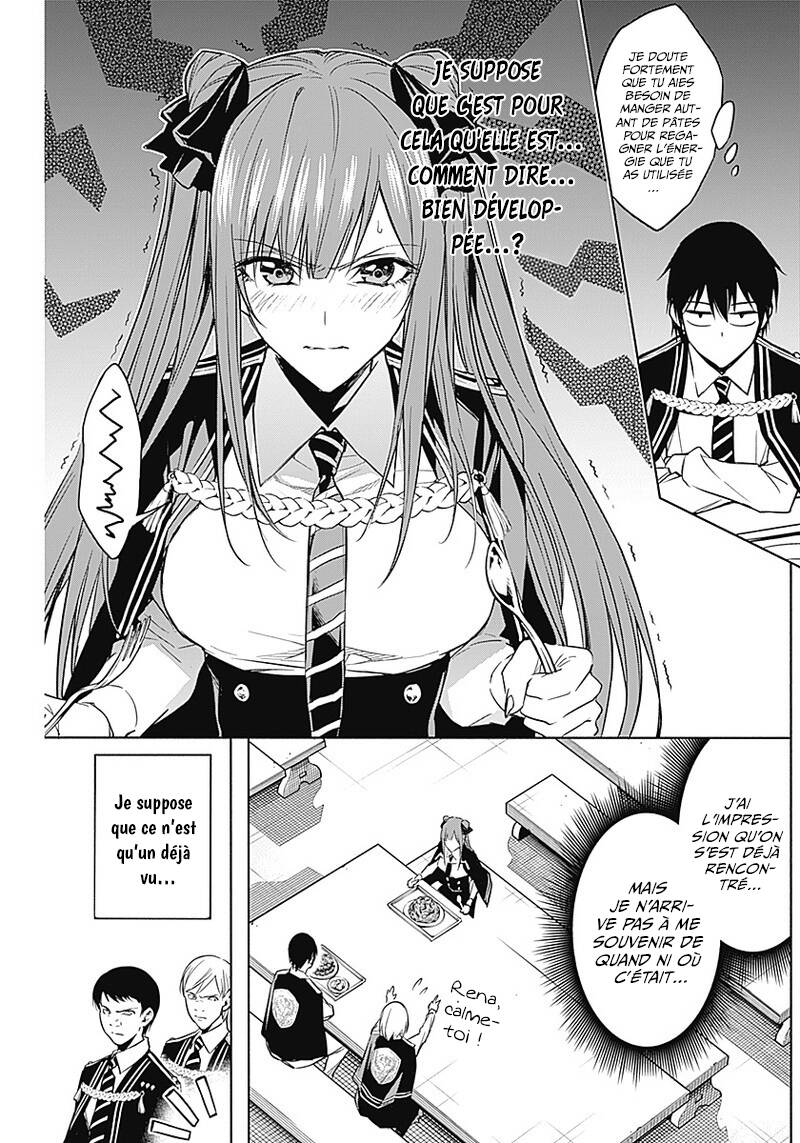 JE DOUTE
FORTEMENT
QUE TU AIES
BESOIN DE
MANGER AUT-
ANT DE PÂTES
POUR REGA-
GNER L'ÉNER-
GIE QUE TU
AS UTILISÉE
...
JE SUPPOSE
QUE C'EST POUR
CELA QU'ELLE EST...
COMMENT DIRE...
BIEN DÉVELOP-
PÉE...?
J'AI
L'IMPRES-
SION QU'ON
S'EST DÉJÀ
RENCON-
TRÉ...
MAIS
JE N'ARRI-
VE PAS À ME
SOUVENIR DE
QUAND NI OÙ
C'ÉTAIT...
Rena,
calme-
toi !
Je suppose
que ce n'est
qu'un déjà
vu...